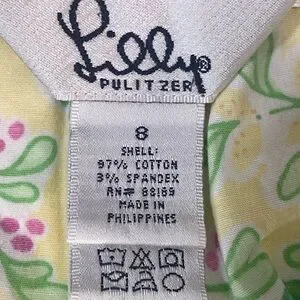 Lilly®
PULITZER
8
SHELL:
97% COTTON
3% SPANDEX
RN# 88189
MADE IN
PHILIPPINES